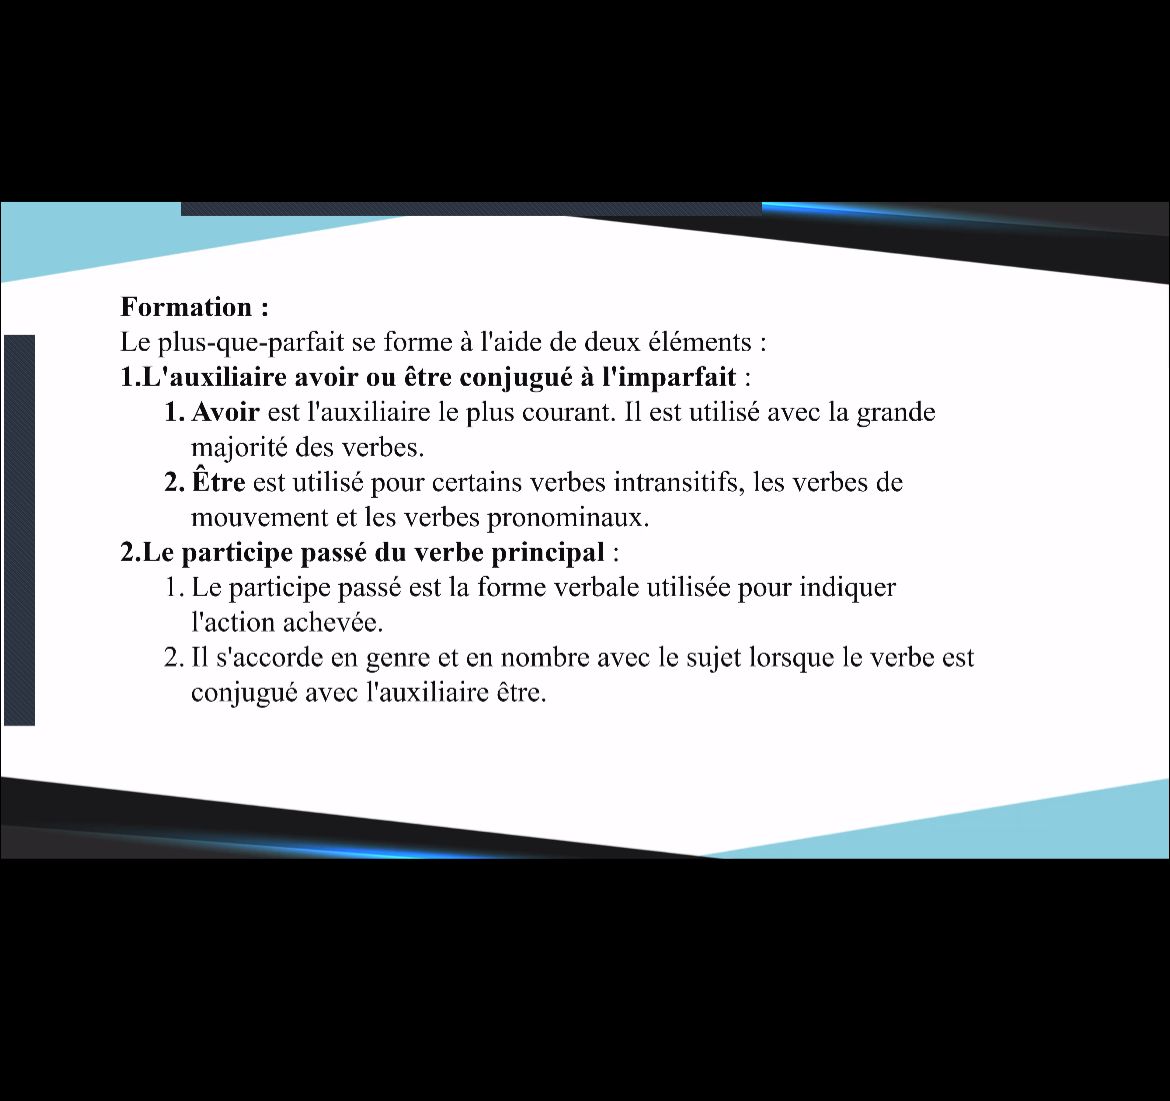 Formation :
Le plus-que-parfait se forme à l'aide de deux éléments :
1.L'auxiliaire avoir ou être conjugué à l'imparfait :
1. Avoir est l'auxiliaire le plus courant. Il est utilisé avec la grande
majorité des verbes.
2. Être est utilisé pour certains verbes intransitifs, les verbes de
mouvement et les verbes pronominaux.
2.Le participe passé du verbe principal :
1. Le participe passé est la forme verbale utilisée pour indiquer
l'action achevée.
2. Il s'accorde en genre et en nombre avec le sujet lorsque le verbe est
conjugué avec l'auxiliaire être.